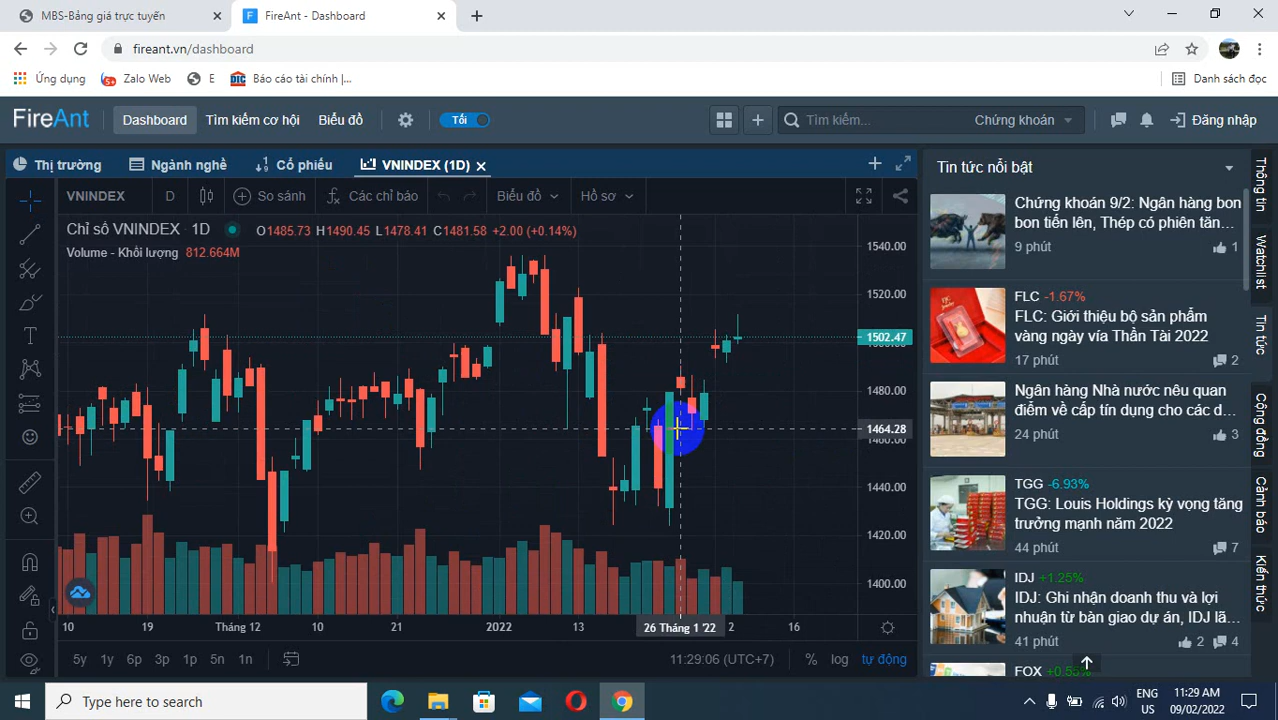 MBS-Bảng giá trực tuyến
FireAnt - Dashboard
fireant.vn/dashboard
Ứng dụng
Zalo Web
E
Báo cáo tài chính |...
Danh sách đọc
FireAnt
Dashboard
Tìm kiếm cơ hội
Biểu đồ
Tối
Tìm kiếm...
Chứng khoán
Đăng nhập
Thị trường
Ngành nghề
Cổ phiếu
VNINDEX (1D)
VNINDEX
D
So sánh
Các chỉ báo
Biểu đồ
Hồ sơ
Chỉ số VNINDEX 1D
O1485.73 H1490.45 L1478.41 C1481.58 +2.00 (+0.14%)
Volume - Khối lượng 812.664M
1540.00
1520.00
1502.47
1500.00
1480.00
1464.28
1460.00
1440.00
1420.00
1400.00
10
19
Tháng 12
10
21
2022
13
26 Tháng 1 '22
2
16
5y
1y
6p
3p
1p
5n
1n
11:29:06 (UTC+7)
%
log
tự động
Tin tức nổi bật
Chứng khoán 9/2: Ngân hàng bon
bon tiến lên, Thép có phiên tăn...
9 phút
1
FLC -1.67%
FLC: Giới thiệu bộ sản phẩm
vàng ngày vía Thần Tài 2022
17 phút
2
Ngân hàng Nhà nước nêu quan
điểm về cấp tín dụng cho các d...
24 phút
3
TGG -6.93%
TGG: Louis Holdings kỳ vọng tăng
trưởng mạnh năm 2022
44 phút
7
IDJ +1.25%
IDJ: Ghi nhận doanh thu và lợi
nhuận từ bàn giao dự án, IDJ lã...
41 phút
2
4
FOX +0.55%
Thông tin
Watchlist
Tin tức
Cộng đồng
Cảnh báo
Kiến thức
Type here to search
ENG
US
11:29 AM
09/02/2022